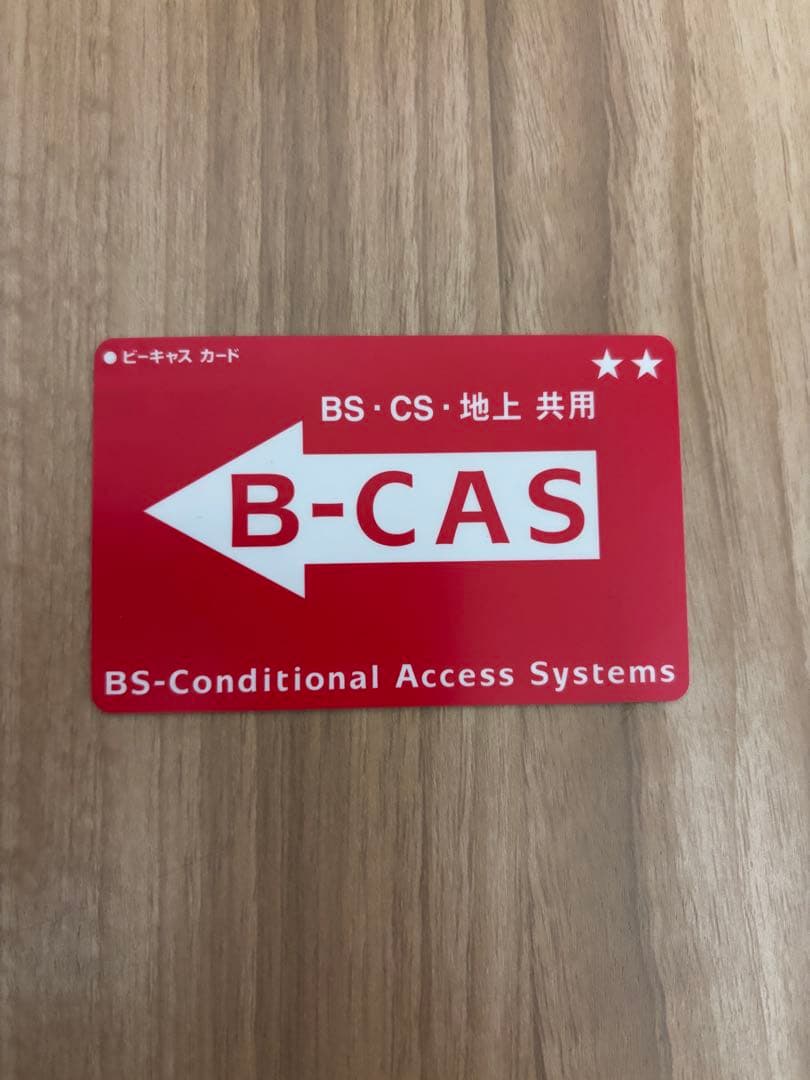 ●ビーキャス カード
★★
BS・CS・地上 共用
B-CAS
BS-Conditional Access Systems